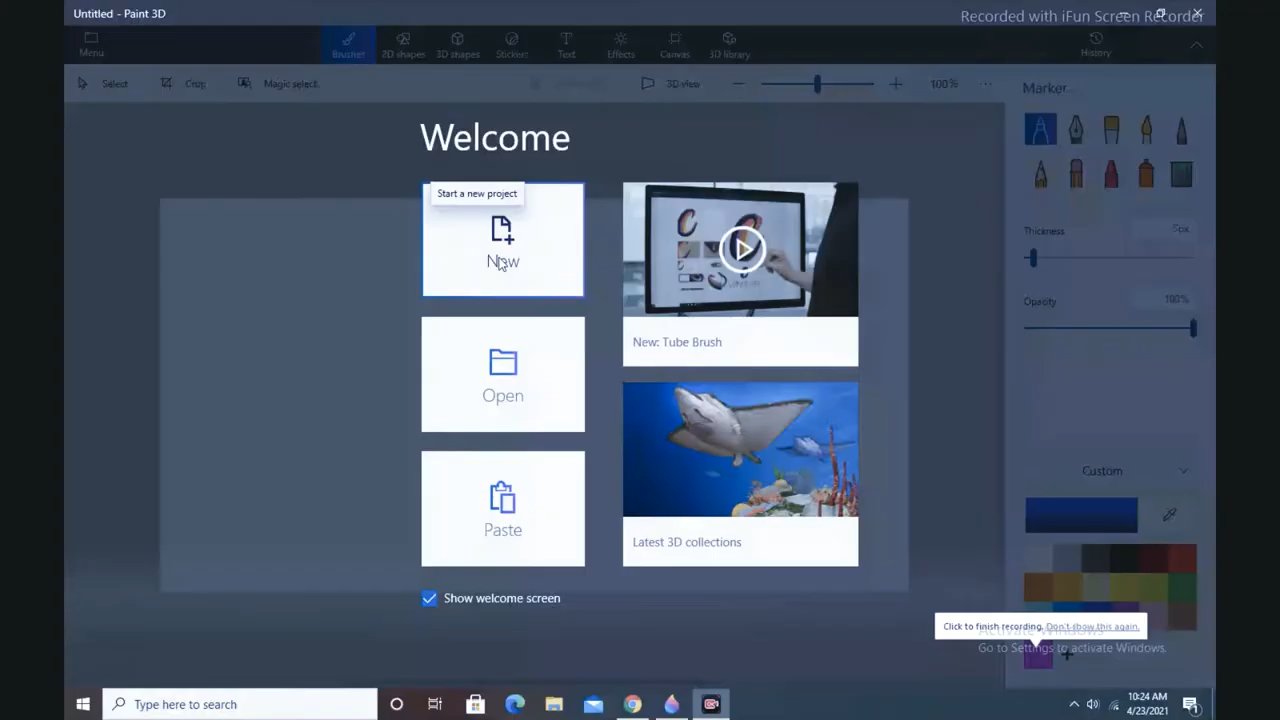 Untitled - Paint 3D
Recorded with iFun Screen Recorder
Menu
Brushes
2D shapes
3D shapes
Stickers
Text
Effects
Canvas
3D library
History
Select
Crop
Magic select
3D view
100%
Marker
Welcome
Start a new project
New
Open
Paste
New: Tube Brush
Latest 3D collections
Show welcome screen
Thickness
5px
Opacity
100%
Custom
Click to finish recording. Don't show this again.
Activate Windows
Go to Settings to activate Windows.
Type here to search
10:24 AM
4/23/2021